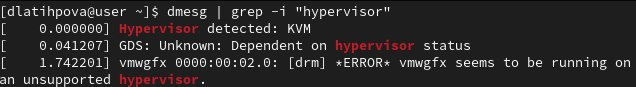 [dlatihpova@user ~]$ dmesg | grep -i "hypervisor"
[    0.000000] Hypervisor detected: KVM
[    0.041207] GDS: Unknown: Dependent on hypervisor status
[    1.742201] vmwgfx 0000:00:02.0: [drm] *ERROR* vmwgfx seems to be running on
an unsupported hypervisor.